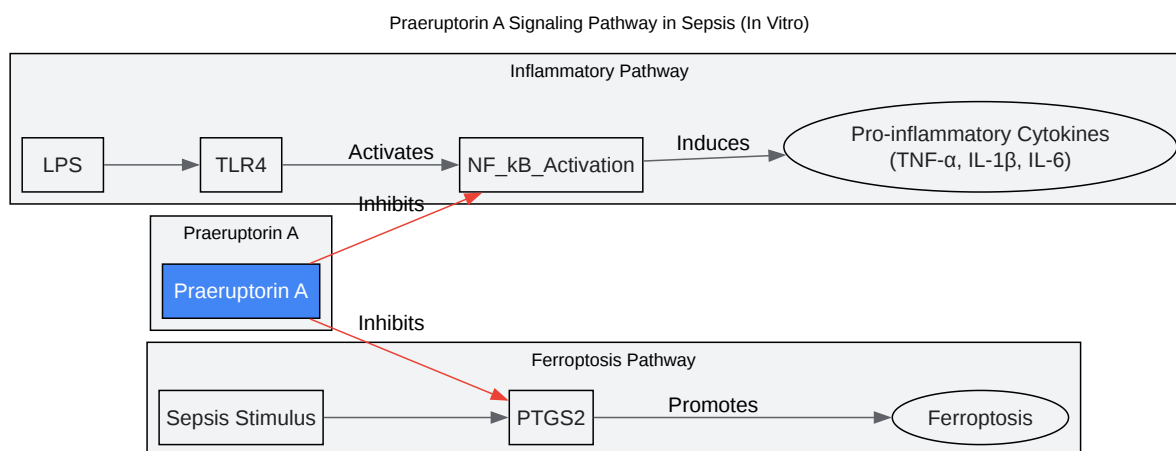 Praeruptorin A Signaling Pathway in Sepsis (In Vitro)
Inflammatory Pathway
LPS
TLR4
Activates
NF_kB_Activation
Induces
Pro-inflammatory Cytokines
(TNF-α, IL-1β, IL-6)
Inhibits
Praeruptorin A
Praeruptorin A
Inhibits
Ferroptosis Pathway
Sepsis Stimulus
PTGS2
Promotes
Ferroptosis